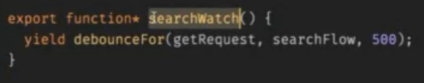 export function* searchWatch() {
yield debounceFor(getRequest, searchFlow, 500);
}